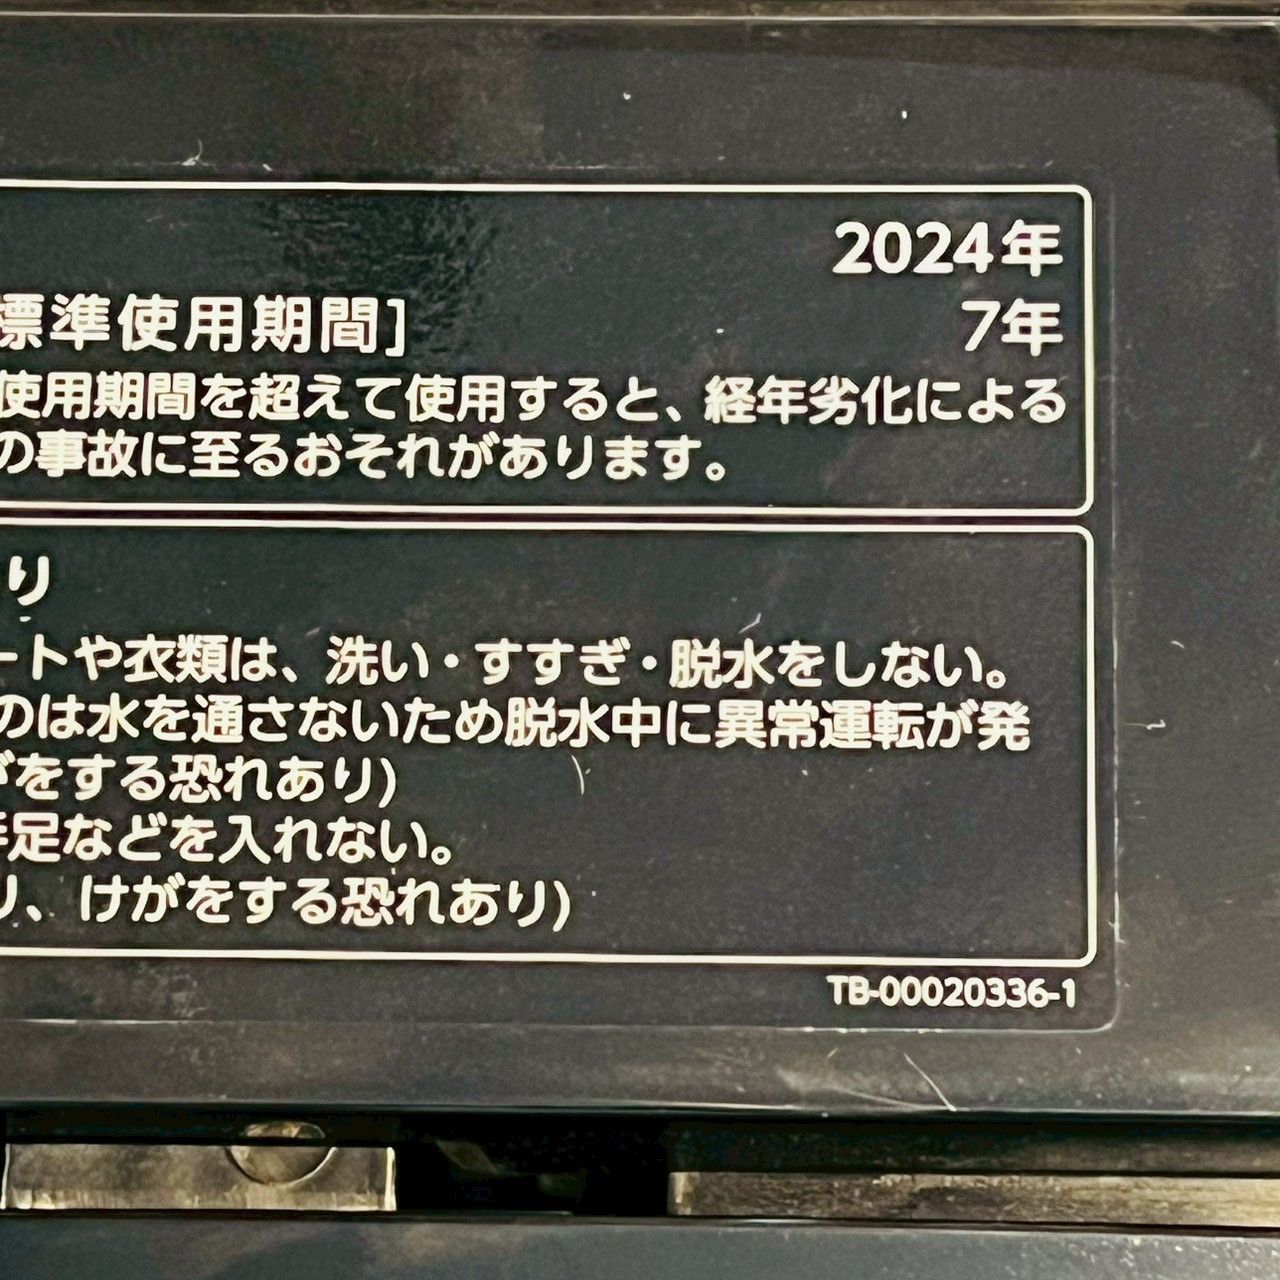 2024年
標準使用期間] 7年
使用期間を超えて使用すると、経年劣化による
の事故に至るおそれがあります。
り
ートや衣類は、洗い・すすぎ・脱水をしない。
のは水を通さないため脱水中に異常運転が発
がをする恐れあり)
手足などを入れない。
り、けがをする恐れあり)
TB-00020336-1